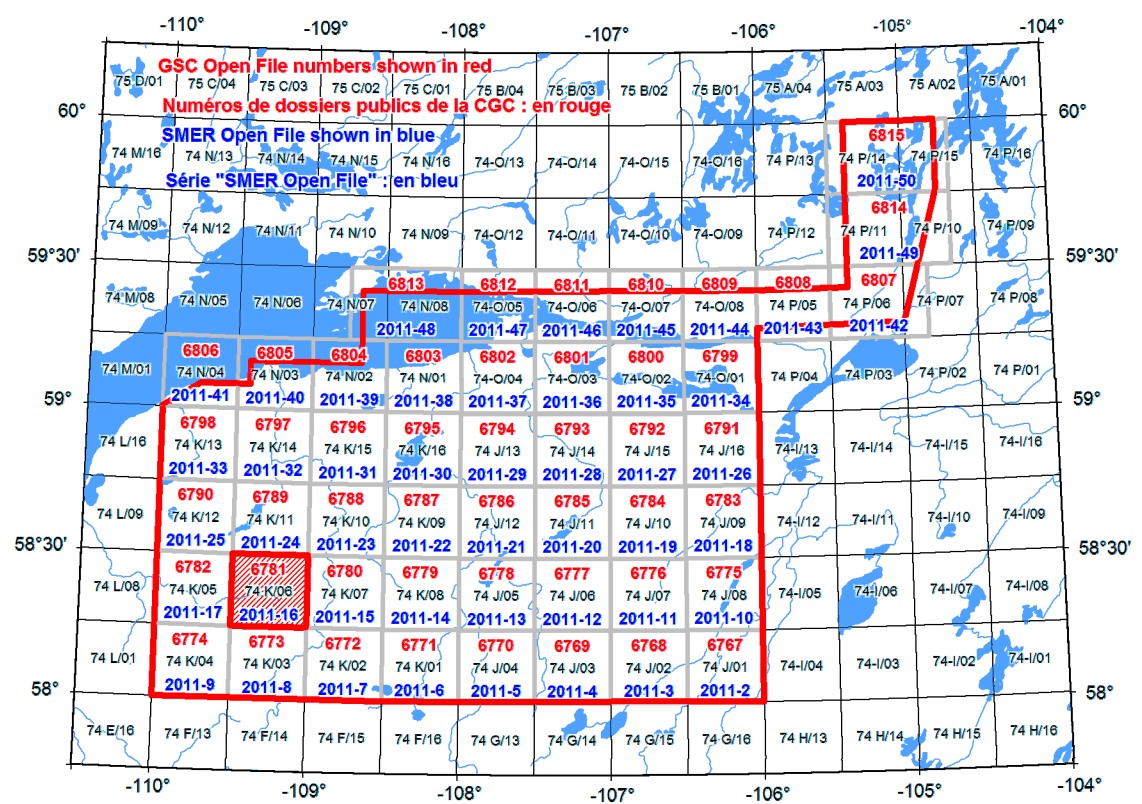 -110° -109° -108° -107° -106° -105° -104°
GSC Open File numbers shown in red
75 D/01 75 C/04 75 C/03 75 C/02 75 C/01 75 B/04 75 B/03 75 B/02 75 B/01 75 A/04 75 A/03 75 A/02 75 A/01
Numéros de dossiers publics de la CGC : en rouge
60° 60°
SMER Open File shown in blue
6815
74 M/16 74 N/13 74 N/14 74 N/15 74 N/16 74-O/13 74-O/14 74-O/15 74-O/16 74 P/13 74 P/14 74 P/15 74 P/16
Série "SMER Open File" : en bleu
2011-50
6814
74 M/09 74 N/12 74 N/11 74 N/10 74 N/09 74-O/12 74-O/11 74-O/10 74-O/09 74 P/12 74 P/11 74 P/10 74 P/09
2011-49
59°30' 59°30'
6813 6812 6811 6810 6809 6808 6807
74 M/08 74 N/05 74 N/06 74 N/07 74 N/08 74-O/05 74-O/06 74-O/07 74-O/08 74 P/05 74 P/06 74 P/07 74 P/08
2011-48 2011-47 2011-46 2011-45 2011-44 2011-43 2011-42
6806 6805 6804 6803 6802 6801 6800 6799
74 M/01 74 N/04 74 N/03 74 N/02 74 N/01 74-O/04 74-O/03 74-O/02 74-O/01 74 P/04 74 P/03 74 P/02 74 P/01
2011-41 2011-40 2011-39 2011-38 2011-37 2011-36 2011-35 2011-34
59° 59°
6798 6797 6796 6795 6794 6793 6792 6791
74 L/16 74 K/13 74 K/14 74 K/15 74 K/16 74 J/13 74 J/14 74 J/15 74 J/16 74-I/13 74-I/14 74-I/15 74-I/16
2011-33 2011-32 2011-31 2011-30 2011-29 2011-28 2011-27 2011-26
6790 6789 6788 6787 6786 6785 6784 6783
74 L/09 74 K/12 74 K/11 74 K/10 74 K/09 74 J/12 74 J/11 74 J/10 74 J/09 74-I/12 74-I/11 74-I/10 74-I/09
2011-25 2011-24 2011-23 2011-22 2011-21 2011-20 2011-19 2011-18
58°30' 58°30'
6782 6781 6780 6779 6778 6777 6776 6775
74 L/08 74 K/05 74 K/06 74 K/07 74 K/08 74 J/05 74 J/06 74 J/07 74 J/08 74-I/05 74-I/06 74-I/07 74-I/08
2011-17 2011-16 2011-15 2011-14 2011-13 2011-12 2011-11 2011-10
6774 6773 6772 6771 6770 6769 6768 6767
74 L/01 74 K/04 74 K/03 74 K/02 74 K/01 74 J/04 74 J/03 74 J/02 74 J/01 74-I/04 74-I/03 74-I/02 74-I/01
2011-9 2011-8 2011-7 2011-6 2011-5 2011-4 2011-3 2011-2
58° 58°
74 E/16 74 F/13 74 F/14 74 F/15 74 F/16 74 G/13 74 G/14 74 G/15 74 G/16 74 H/13 74 H/14 74 H/15 74 H/16
-110° -109° -108° -107° -106° -105° -104°